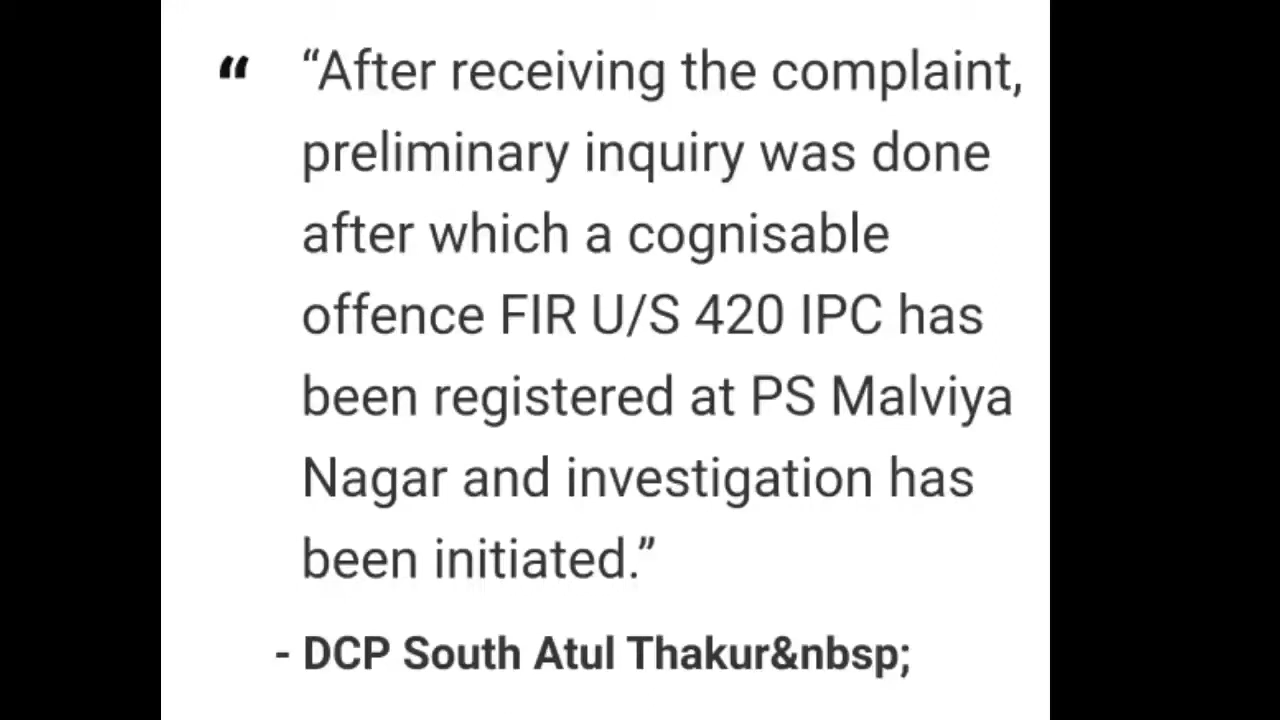 “ “After receiving the complaint,
preliminary inquiry was done
after which a cognisable
offence FIR U/S 420 IPC has
been registered at PS Malviya
Nagar and investigation has
been initiated.”
- DCP South Atul Thakur&nbsp;